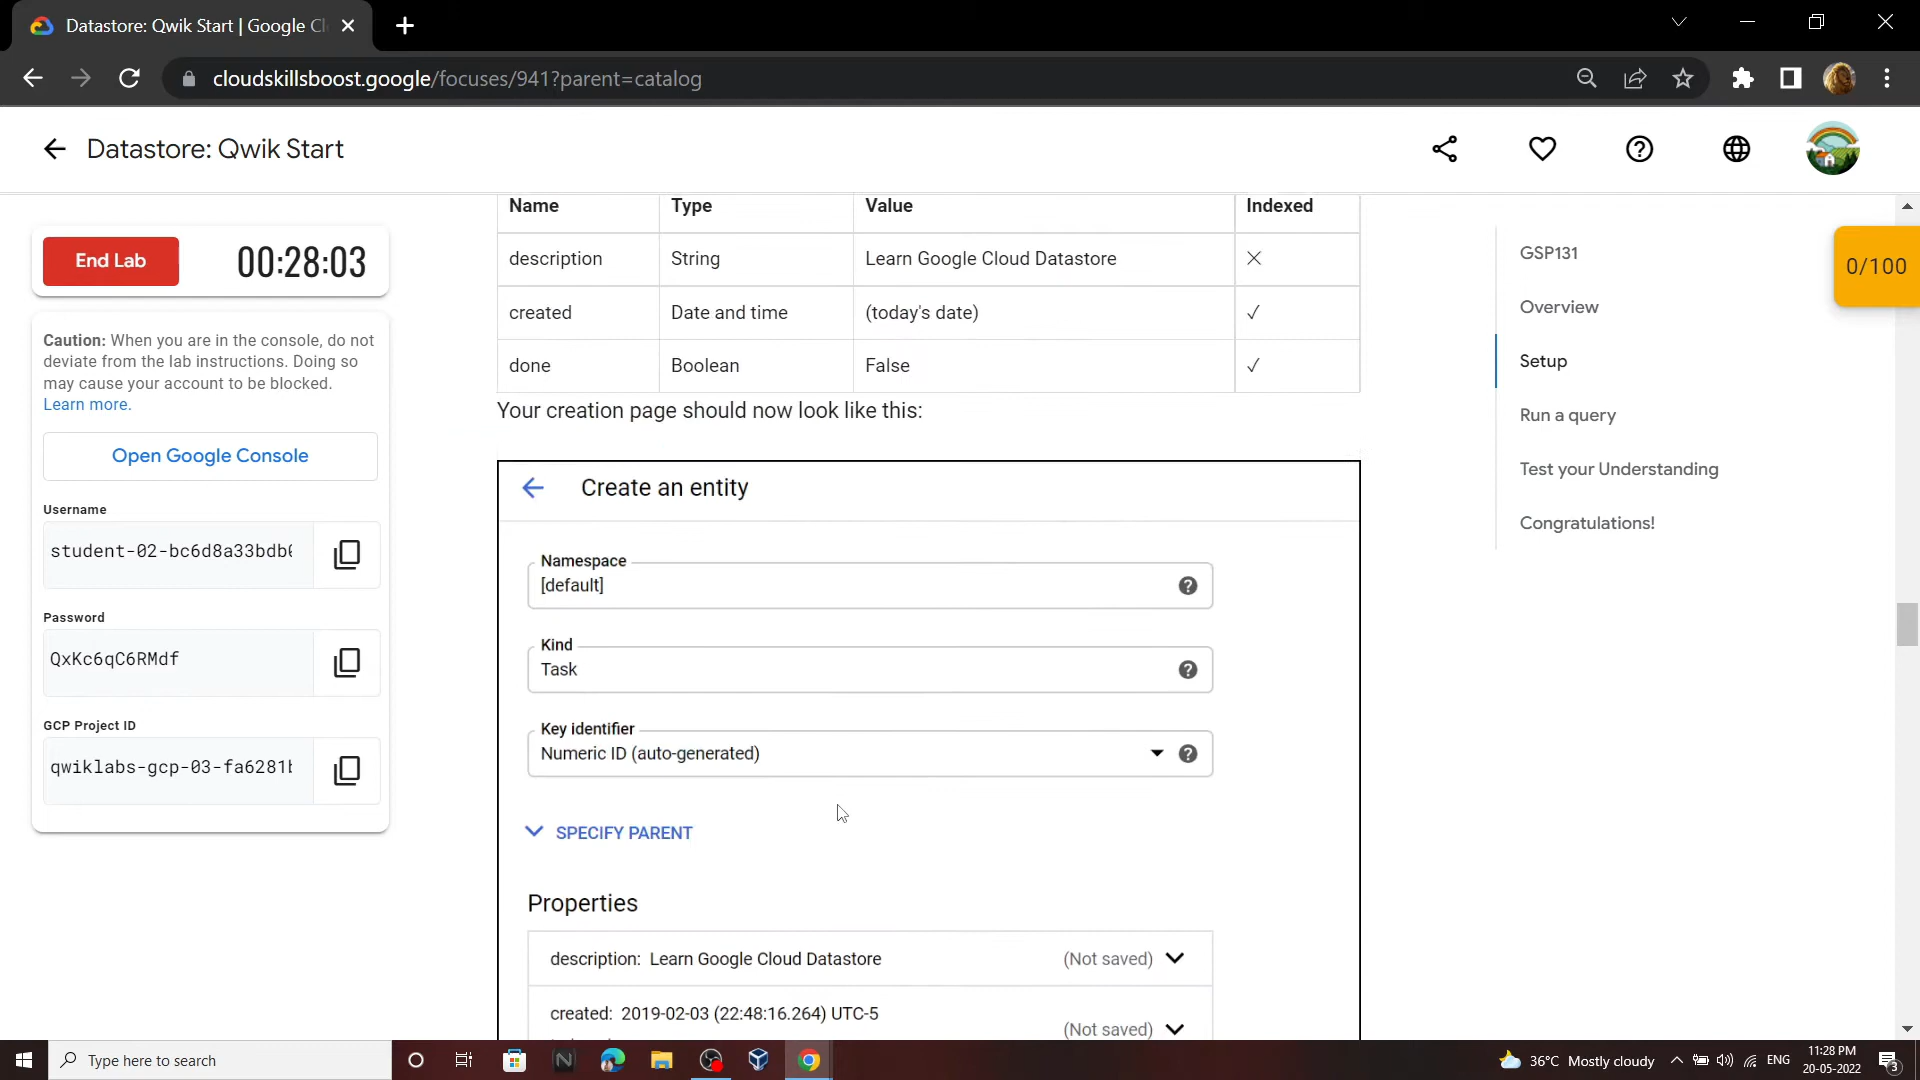 Datastore: Qwik Start | Google Cl
cloudskillsboost.google/focuses/941?parent=catalog
Datastore: Qwik Start
End Lab
00:28:03
Caution: When you are in the console, do not
deviate from the lab instructions. Doing so
may cause your account to be blocked.
Learn more.
Open Google Console
Username
student-02-bc6d8a33bdb
Password
QxKc6qC6RMdf
GCP Project ID
qwiklabs-gcp-03-fa6281
Name Type Value Indexed
description String Learn Google Cloud Datastore ✕
created Date and time (today's date) ✓
done Boolean False ✓
Your creation page should now look like this:
Create an entity
Namespace
[default]
Kind
Task
Key identifier
Numeric ID (auto-generated)
SPECIFY PARENT
Properties
description: Learn Google Cloud Datastore (Not saved)
created: 2019-02-03 (22:48:16.264) UTC-5
(Not saved)
GSP131
Overview
Setup
Run a query
Test your Understanding
Congratulations!
0/100
Type here to search
36°C Mostly cloudy
ENG
11:28 PM
20-05-2022
3